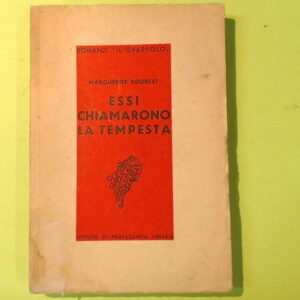 ROMANZI "IL GRAPPOLO"
MARGUERITE BOURCET
ESSI
CHIAMARONO
LA TEMPESTA
ISTITUTO DI PROPAGANDA LIBRARIA